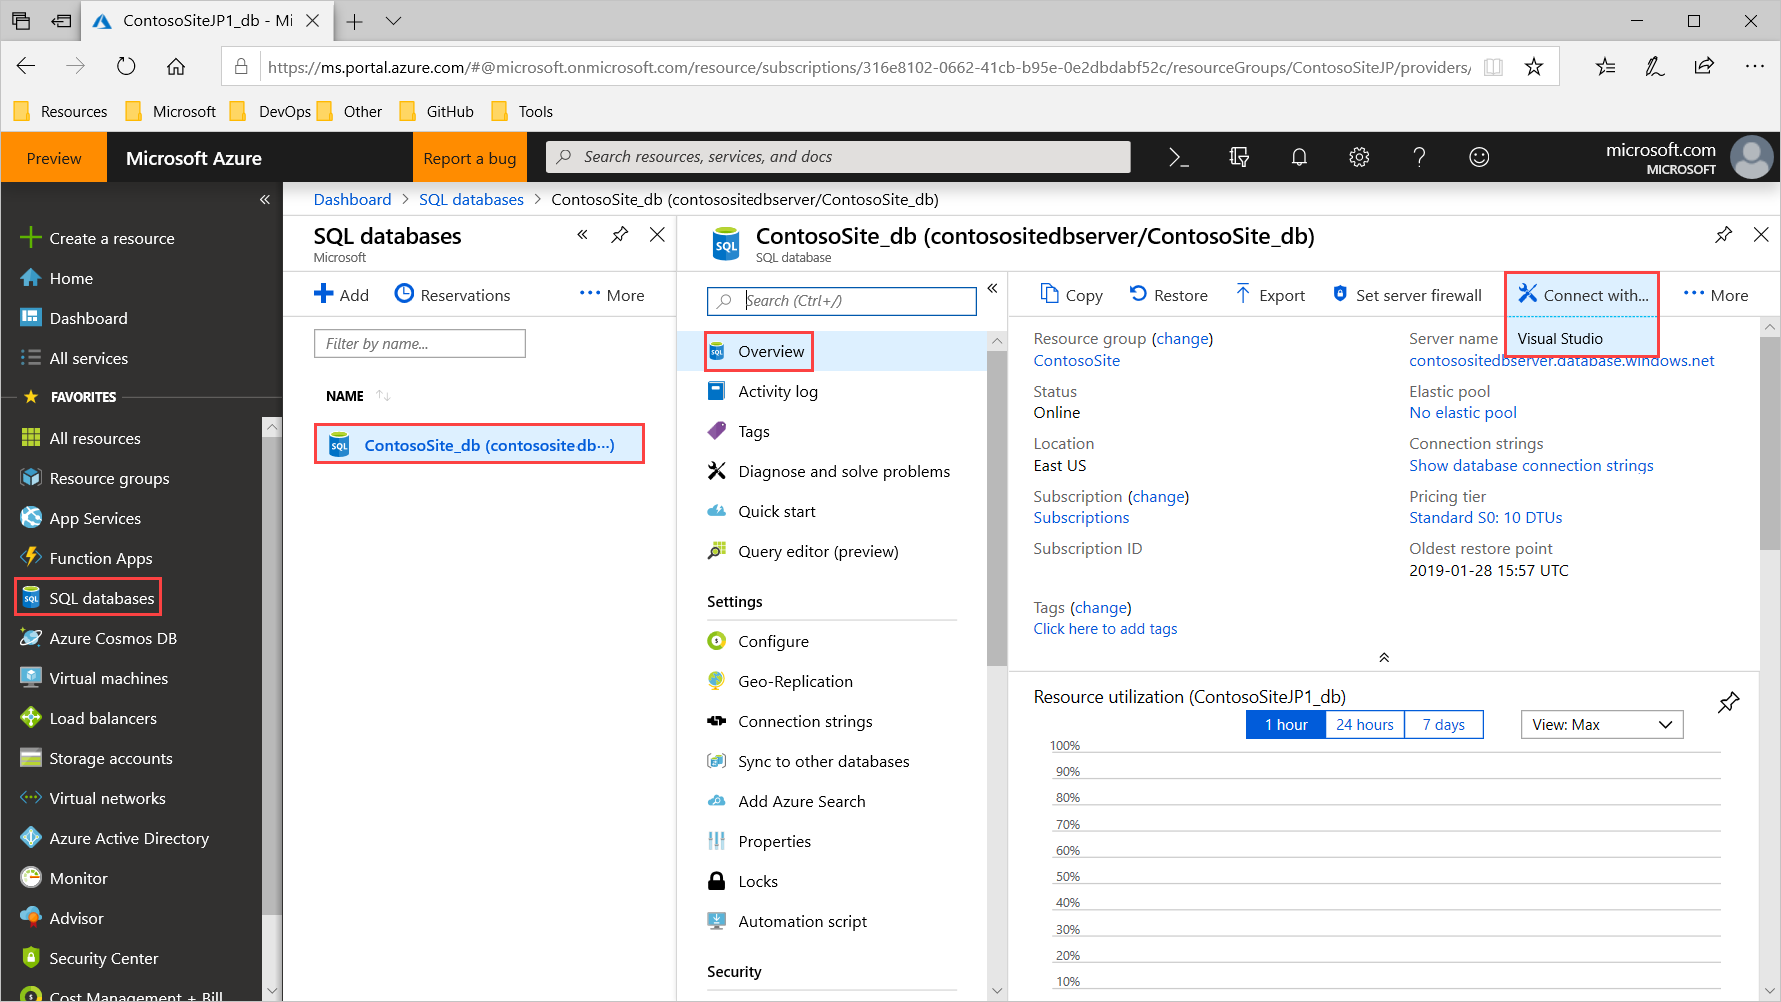 ContosoSiteJP1_db - Mi
https://ms.portal.azure.com/#@microsoft.onmicrosoft.com/resource/subscriptions/316e8102-0662-41cb-b95e-0e2dbdabf52c/resourceGroups/ContosoSiteJP/providers/
Resources Microsoft DevOps Other GitHub Tools
Preview Microsoft Azure Report a bug Search resources, services, and docs
microsoft.com
MICROSOFT
Create a resource
Home
Dashboard
All services
FAVORITES
All resources
Resource groups
App Services
Function Apps
SQL databases
Azure Cosmos DB
Virtual machines
Load balancers
Storage accounts
Virtual networks
Azure Active Directory
Monitor
Advisor
Security Center
Cost Management + Bill
Dashboard > SQL databases > ContosoSite_db (contosositedbserver/ContosoSite_db)
SQL databases
Microsoft
Add Reservations ··· More
Filter by name...
NAME
SQL ContosoSite_db (contosositedb···)
SQL ContosoSite_db (contosositedbserver/ContosoSite_db)
SQL database
Search (Ctrl+/)
Overview
Activity log
Tags
Diagnose and solve problems
Quick start
Query editor (preview)
Settings
Configure
Geo-Replication
Connection strings
Sync to other databases
Add Azure Search
Properties
Locks
Automation script
Security
Copy Restore Export Set server firewall Connect with... ··· More
Visual Studio
Resource group (change)
ContosoSite
Status
Online
Location
East US
Subscription (change)
Subscriptions
Subscription ID
Tags (change)
Click here to add tags
Server name
contosositedbserver.database.windows.net
Elastic pool
No elastic pool
Connection strings
Show database connection strings
Pricing tier
Standard S0: 10 DTUs
Oldest restore point
2019-01-28 15:57 UTC
Resource utilization (ContosoSiteJP1_db)
1 hour 24 hours 7 days View: Max
100%
90%
80%
70%
60%
50%
40%
30%
20%
10%